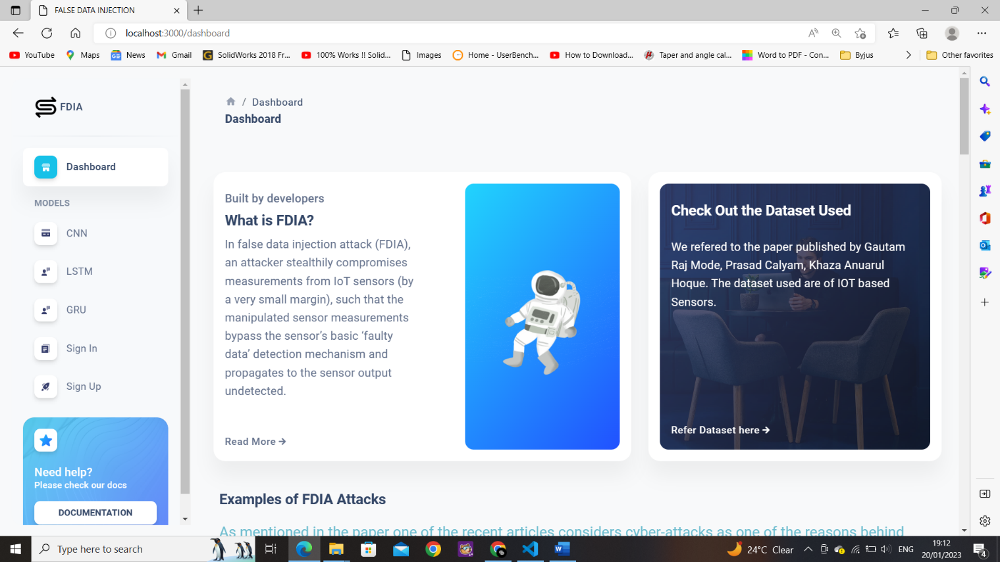 FALSE DATA INJECTION
localhost:3000/dashboard
YouTube
Maps
News
Gmail
SolidWorks 2018 Fr...
100% Works !! Solid...
Images
Home - UserBench...
How to Download...
Taper and angle cal...
Word to PDF - Con...
Byjus
Other favorites
FDIA
Dashboard
MODELS
CNN
LSTM
GRU
Sign In
Sign Up
Need help?
Please check our docs
DOCUMENTATION
/ Dashboard
Dashboard
Built by developers
What is FDIA?
In false data injection attack (FDIA),
an attacker stealthily compromises
measurements from IoT sensors (by
a very small margin), such that the
manipulated sensor measurements
bypass the sensor’s basic ‘faulty
data’ detection mechanism and
propagates to the sensor output
undetected.
Read More →
Check Out the Dataset Used
We refered to the paper published by Gautam
Raj Mode, Prasad Calyam, Khaza Anuarul
Hoque. The dataset used are of IOT based
Sensors.
Refer Dataset here →
Examples of FDIA Attacks
As mentioned in the paper one of the recent articles considers cyber-attacks as one of the reasons behind
Type here to search
24°C Clear
ENG
19:12
20/01/2023
4